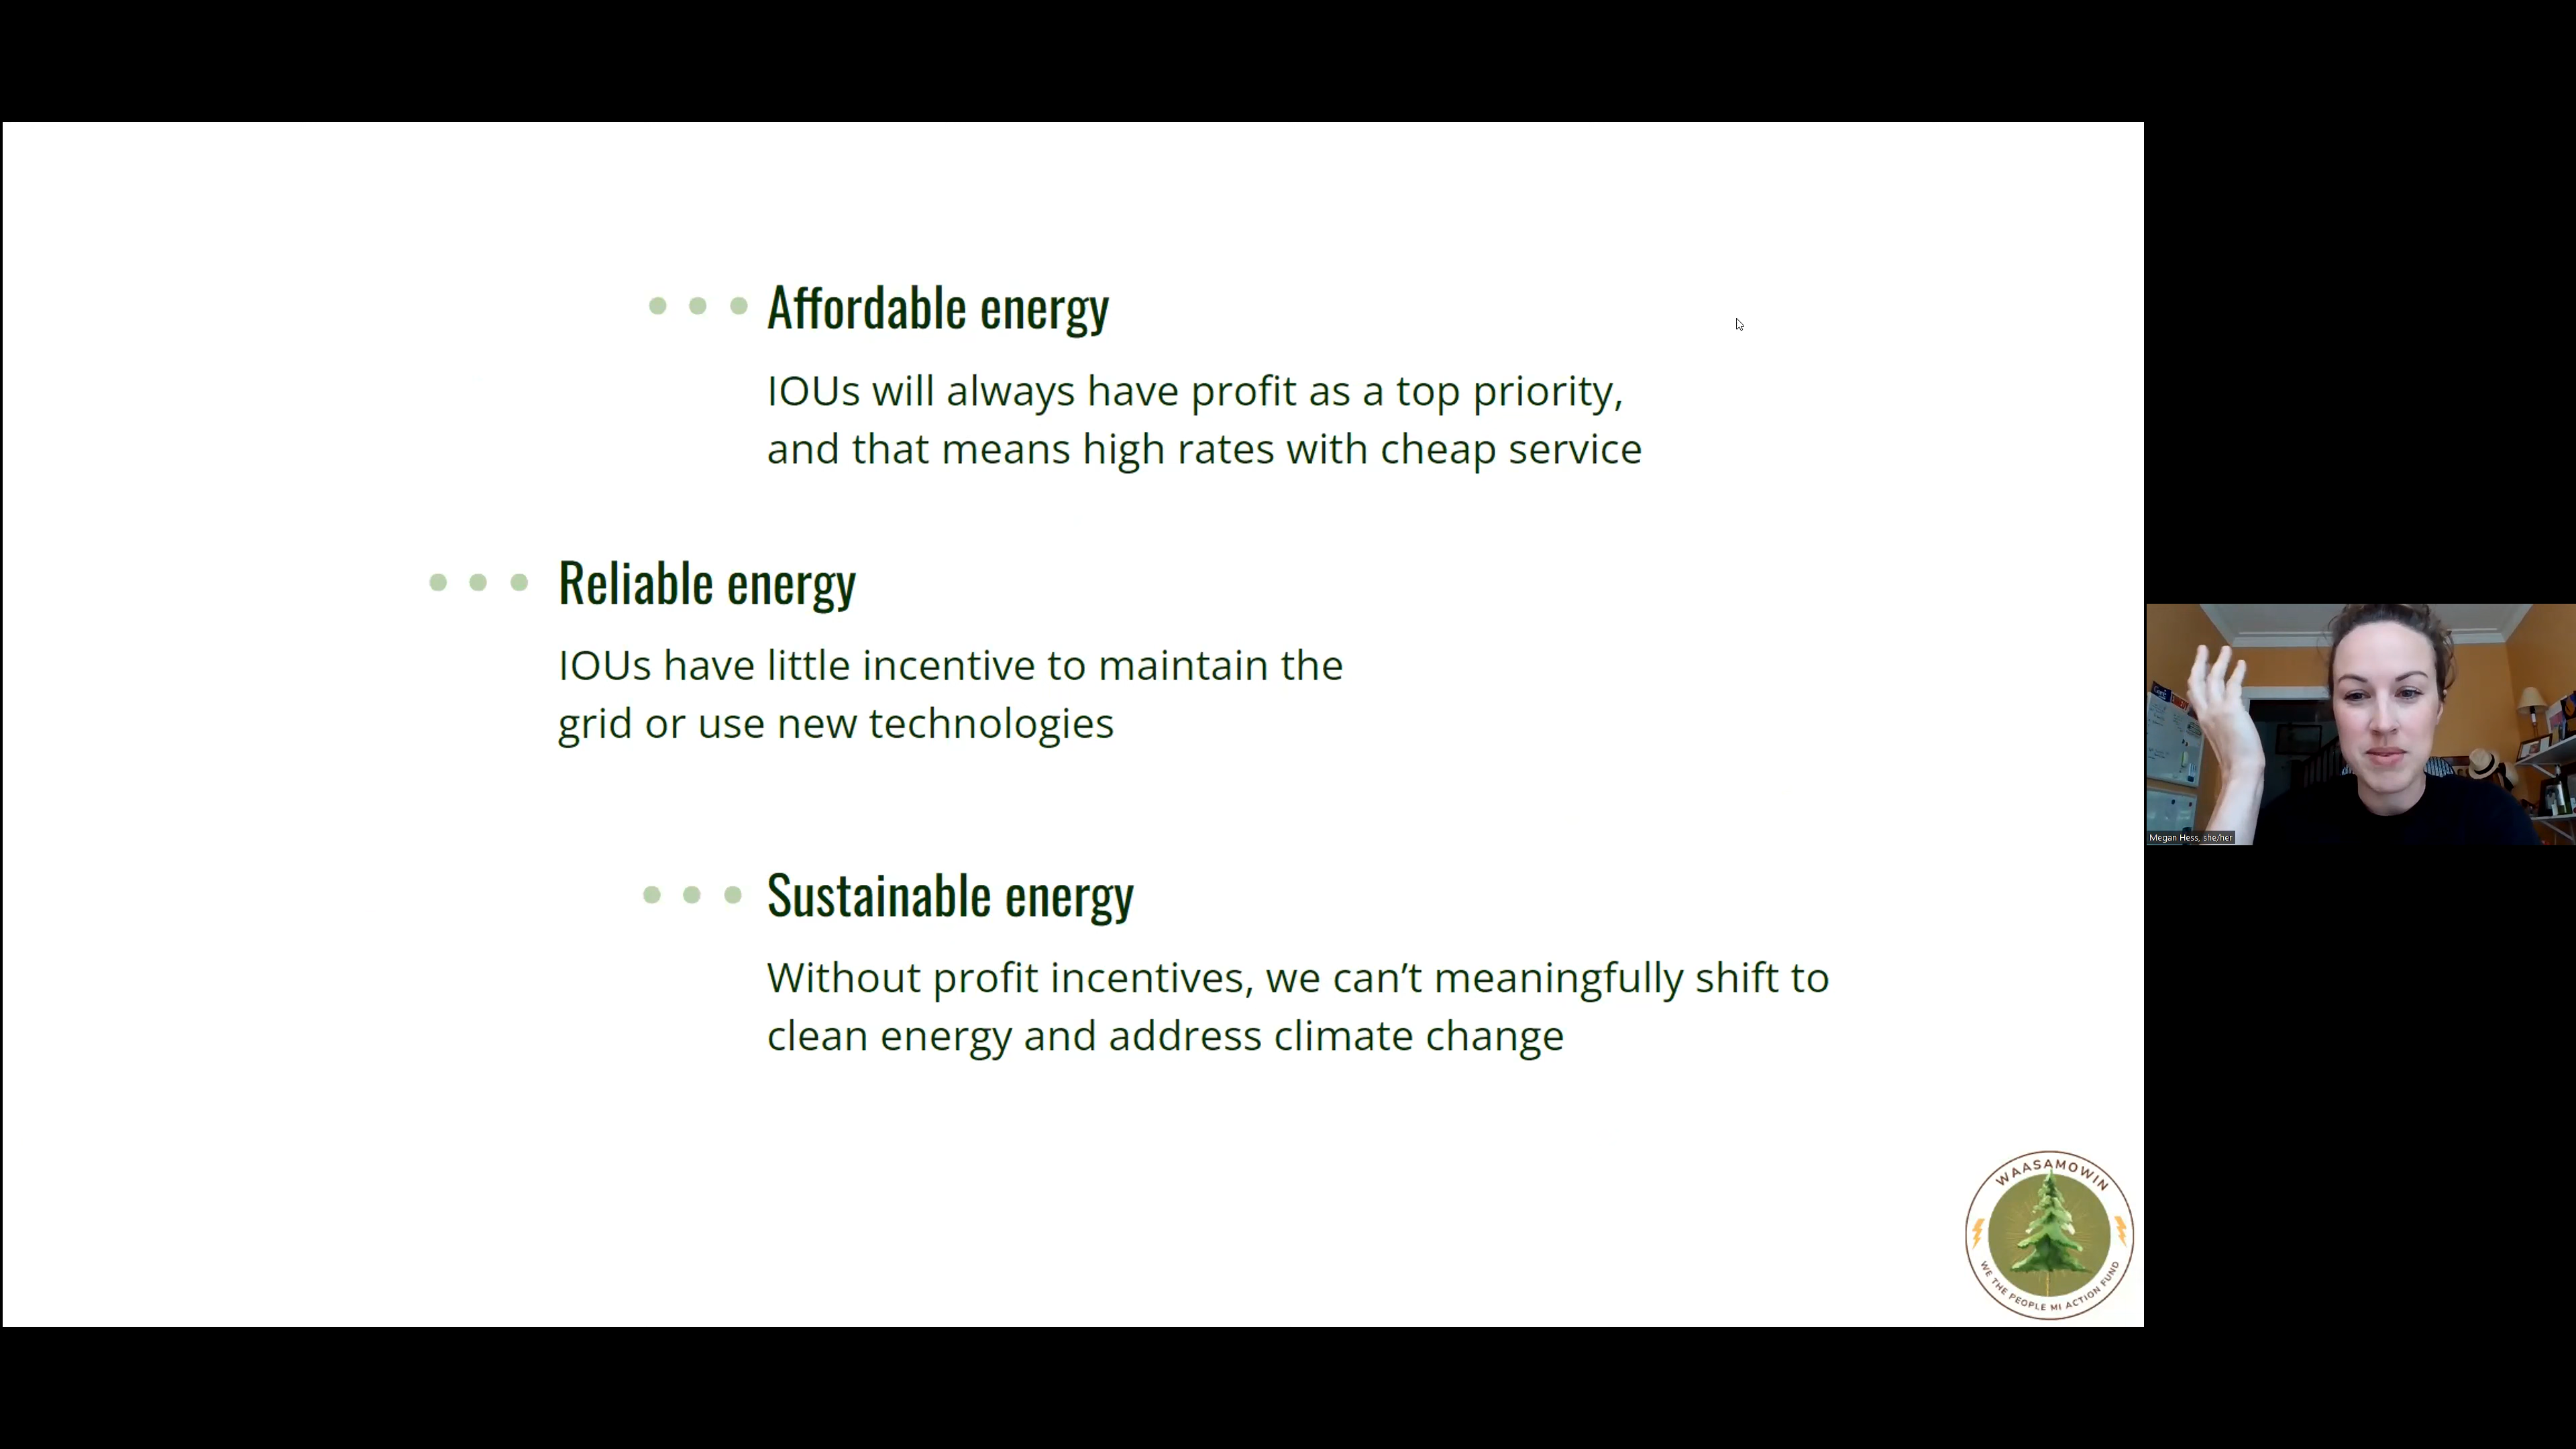 Affordable energy
IOUs will always have profit as a top priority,
and that means high rates with cheap service
Reliable energy
IOUs have little incentive to maintain the
grid or use new technologies
Sustainable energy
Without profit incentives, we can’t meaningfully shift to
clean energy and address climate change
Megan Hess, she/her
WAASAMOWIN
WE THE PEOPLE MI ACTION FUND